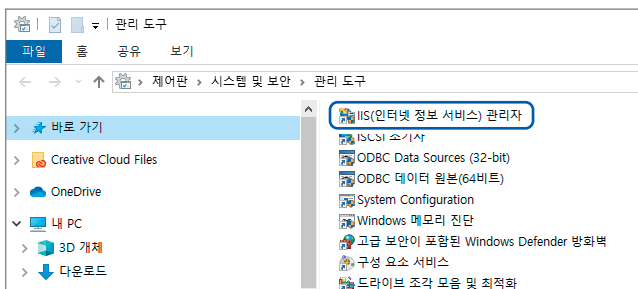 관리 도구
파일 홈 공유 보기
제어판 > 시스템 및 보안 > 관리 도구
바로 가기
Creative Cloud Files
OneDrive
내 PC
3D 개체
다운로드
IIS(인터넷 정보 서비스) 관리자
iSCSI 초기자
ODBC Data Sources (32-bit)
ODBC 데이터 원본(64비트)
System Configuration
Windows 메모리 진단
고급 보안이 포함된 Windows Defender 방화벽
구성 요소 서비스
드라이브 조각 모음 및 최적화